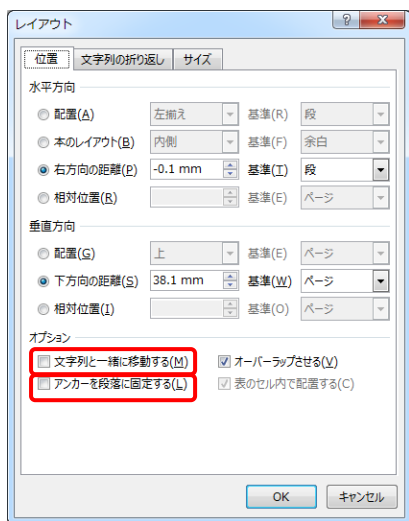 レイアウト
位置 文字列の折り返し サイズ
水平方向
配置(A) 左揃え 基準(R) 段
本のレイアウト(B) 内側 基準(F) 余白
右方向の距離(P) -0.1 mm 基準(T) 段
相対位置(R) 基準(E) ページ
垂直方向
配置(G) 上 基準(E) ページ
下方向の距離(S) 38.1 mm 基準(W) ページ
相対位置(I) 基準(O) ページ
オプション
文字列と一緒に移動する(M) オーバーラップさせる(V)
アンカーを段落に固定する(L) 表のセル内で配置する(C)
OK キャンセル